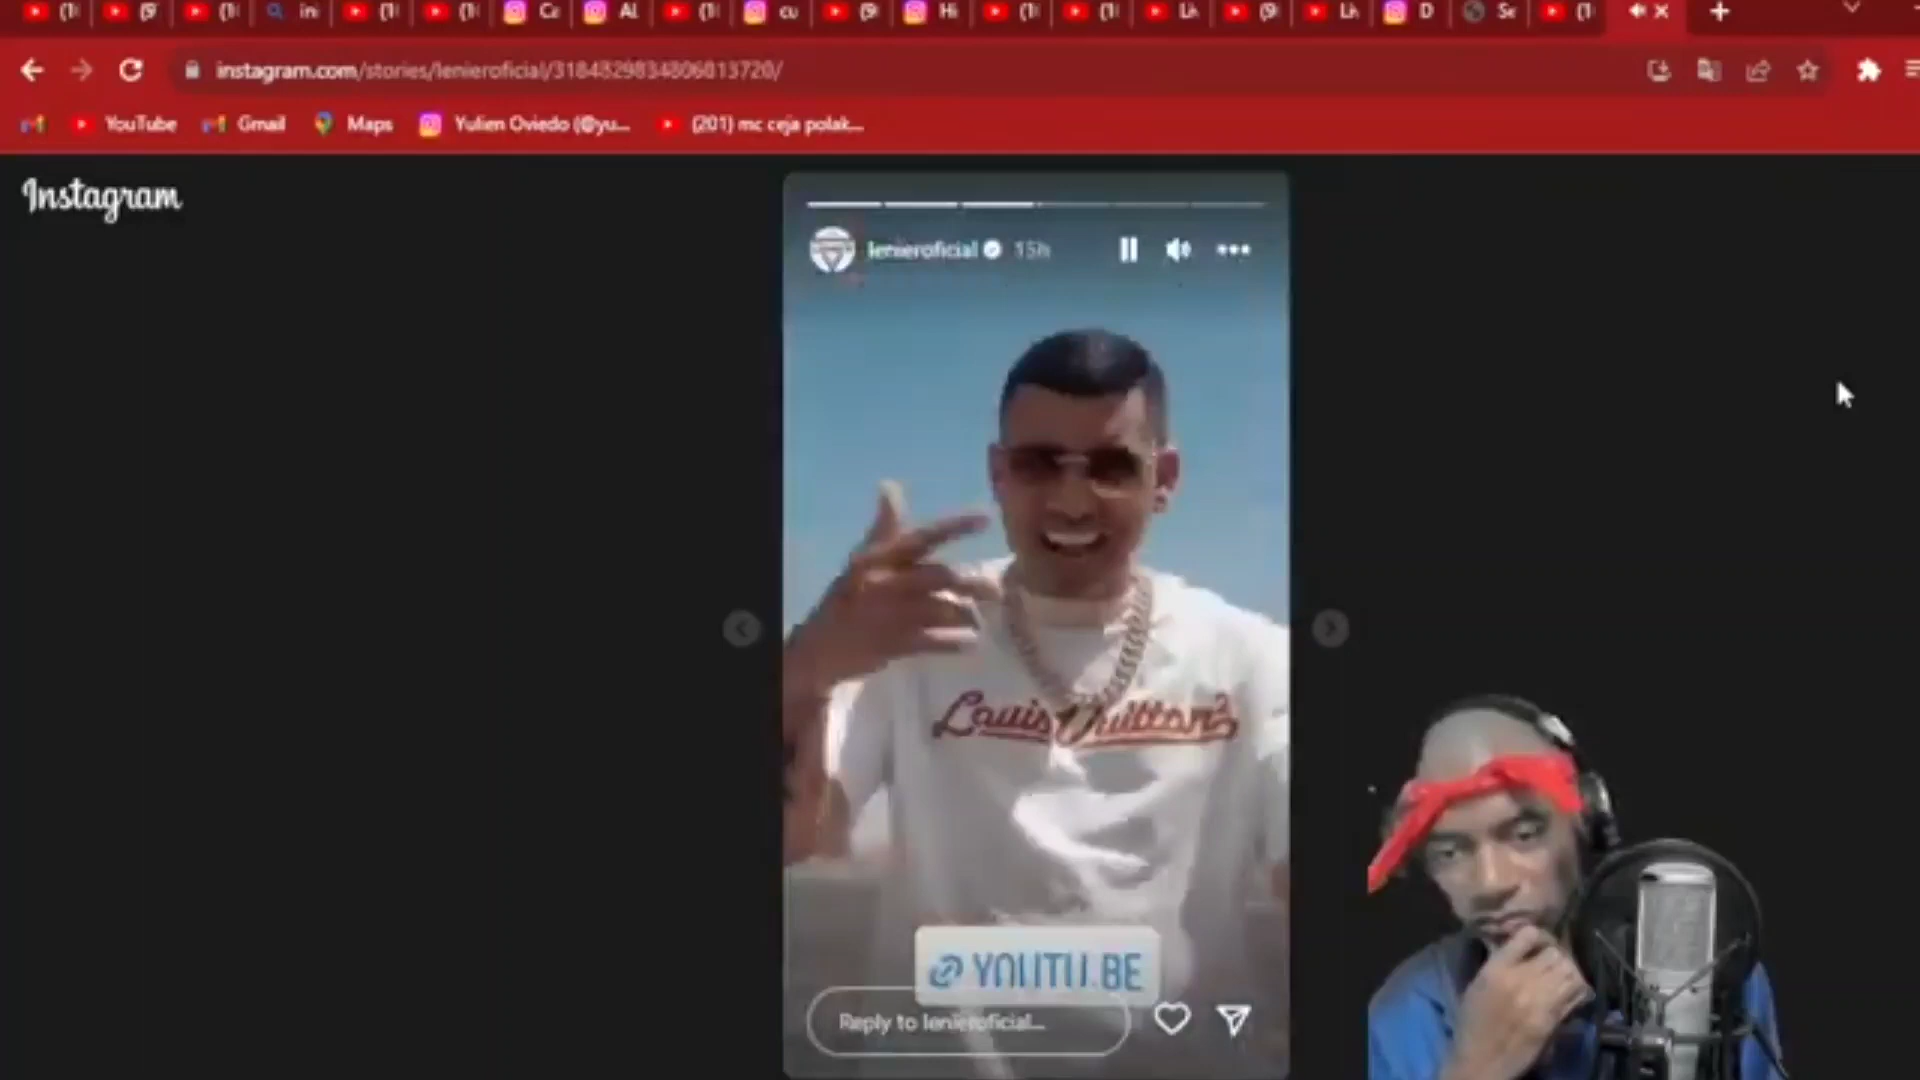 instagram.com/stories/lenieroficial/3184829834806013720/
YouTube
Gmail
Maps
Yulien Oviedo (@yu...
(201) mc ceja polak...
Instagram
lenieroficial 15h
Louis Vuitton
YOUTU.BE
Reply to lenieroficial...